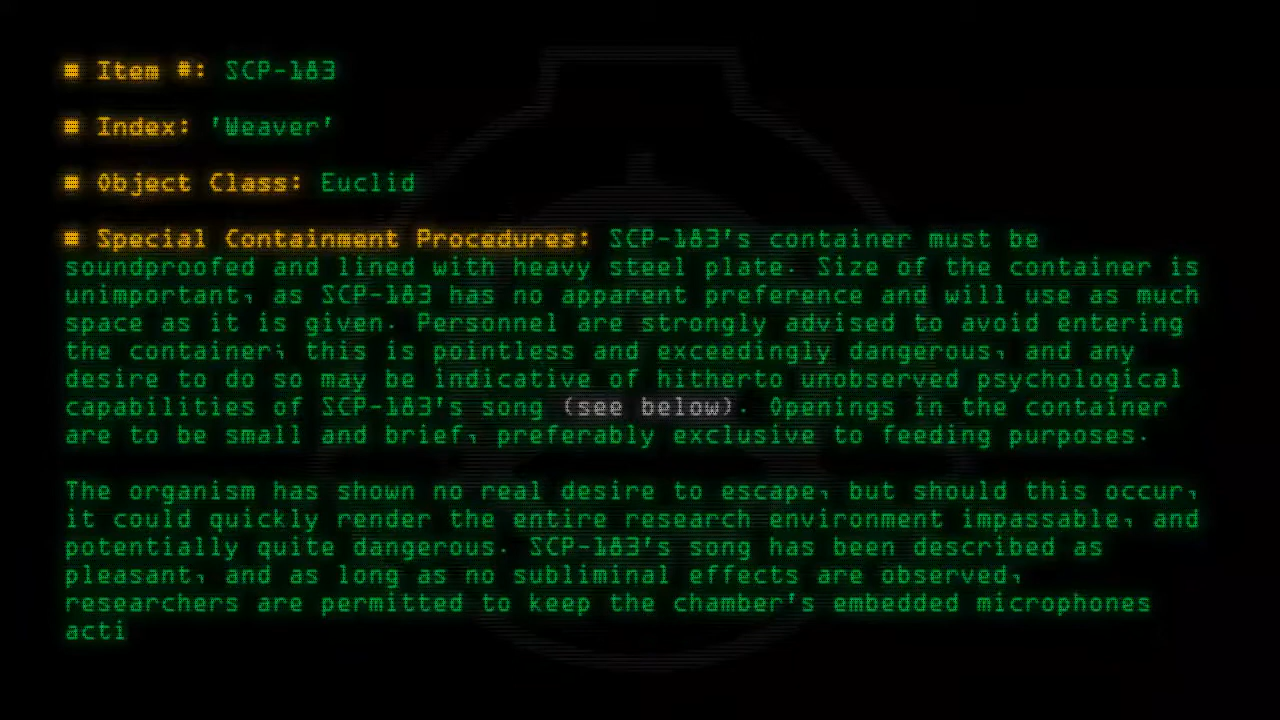 ■ Item #: SCP-183
■ Index: 'Weaver'
■ Object Class: Euclid
■ Special Containment Procedures: SCP-183's container must be
soundproofed and lined with heavy steel plate. Size of the container is
unimportant, as SCP-183 has no apparent preference and will use as much
space as it is given. Personnel are strongly advised to avoid entering
the container; this is pointless and exceedingly dangerous, and any
desire to do so may be indicative of hitherto unobserved psychological
capabilities of SCP-183's song (see below). Openings in the container
are to be small and brief, preferably exclusive to feeding purposes.
The organism has shown no real desire to escape, but should this occur,
it could quickly render the entire research environment impassable, and
potentially quite dangerous. SCP-183's song has been described as
pleasant, and as long as no subliminal effects are observed,
researchers are permitted to keep the chamber's embedded microphones
acti